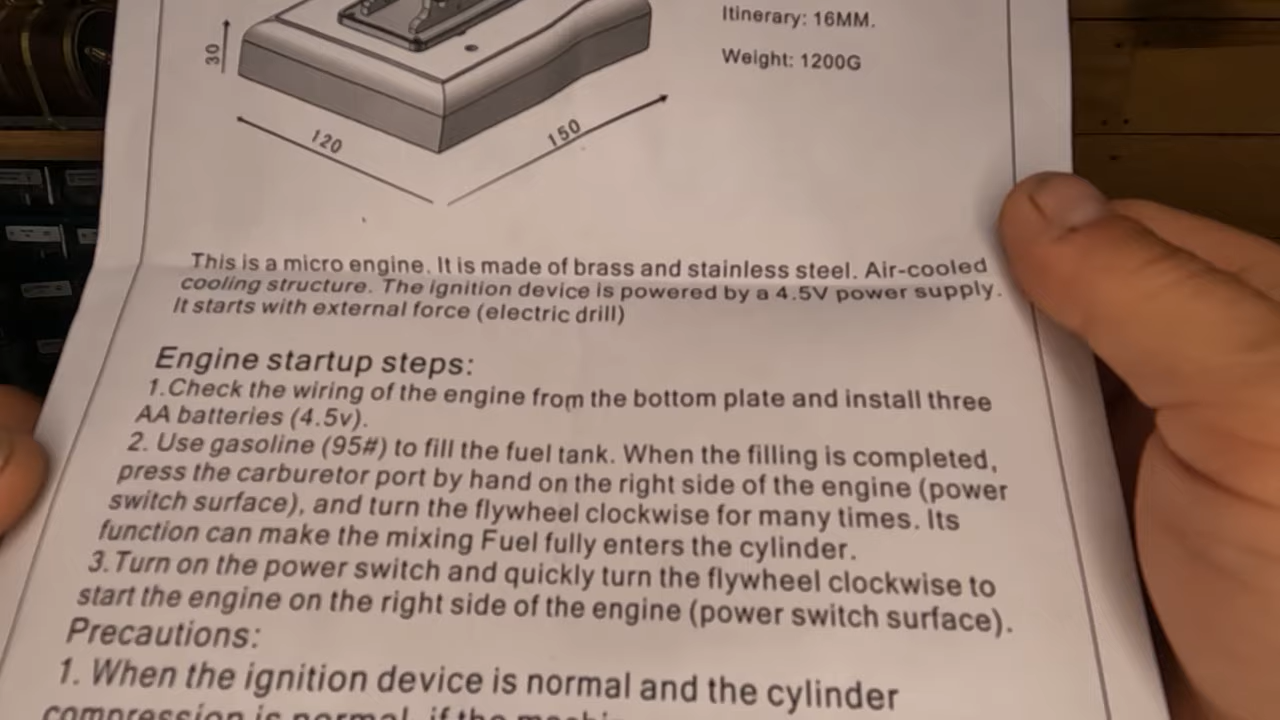 Itinerary: 16MM.
30
Weight: 1200G
120
150
This is a micro engine. It is made of brass and stainless steel. Air-cooled
cooling structure. The ignition device is powered by a 4.5V power supply.
It starts with external force (electric drill)
Engine startup steps:
1.Check the wiring of the engine from the bottom plate and install three
AA batteries (4.5v).
2. Use gasoline (95#) to fill the fuel tank. When the filling is completed,
press the carburetor port by hand on the right side of the engine (power
switch surface), and turn the flywheel clockwise for many times. Its
function can make the mixing Fuel fully enters the cylinder.
3.Turn on the power switch and quickly turn the flywheel clockwise to
start the engine on the right side of the engine (power switch surface).
Precautions:
1. When the ignition device is normal and the cylinder
compression is normal, if the